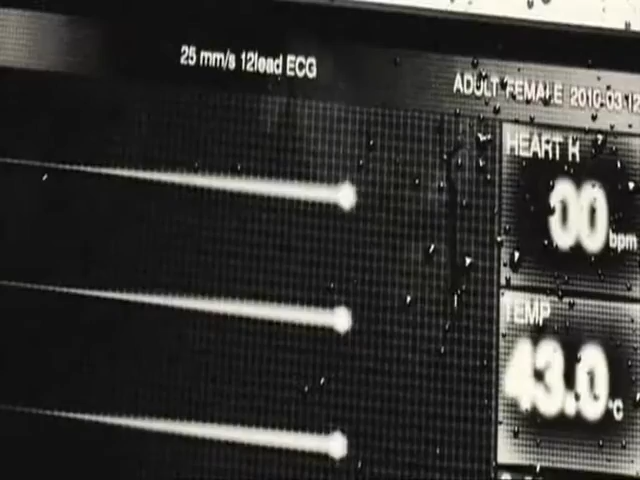 25 mm/s 12lead ECG
ADULT FEMALE 2010-03-12
HEART
00 bpm
TEMP
43.0 °C